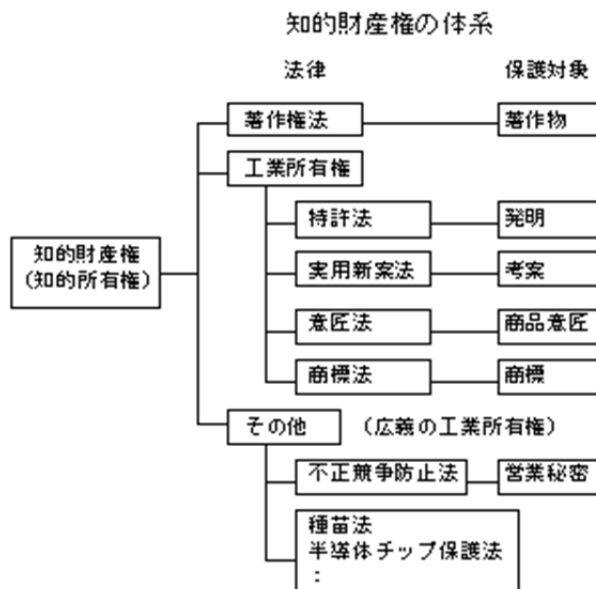 知的財産権の体系
法律 保護対象
著作権法 著作物
工業所有権
特許法 発明
知的財産権
(知的所有権)
実用新案法 考案
意匠法 商品意匠
商標法 商標
その他 (広義の工業所有権)
不正競争防止法 営業秘密
種苗法
半導体チップ保護法
: